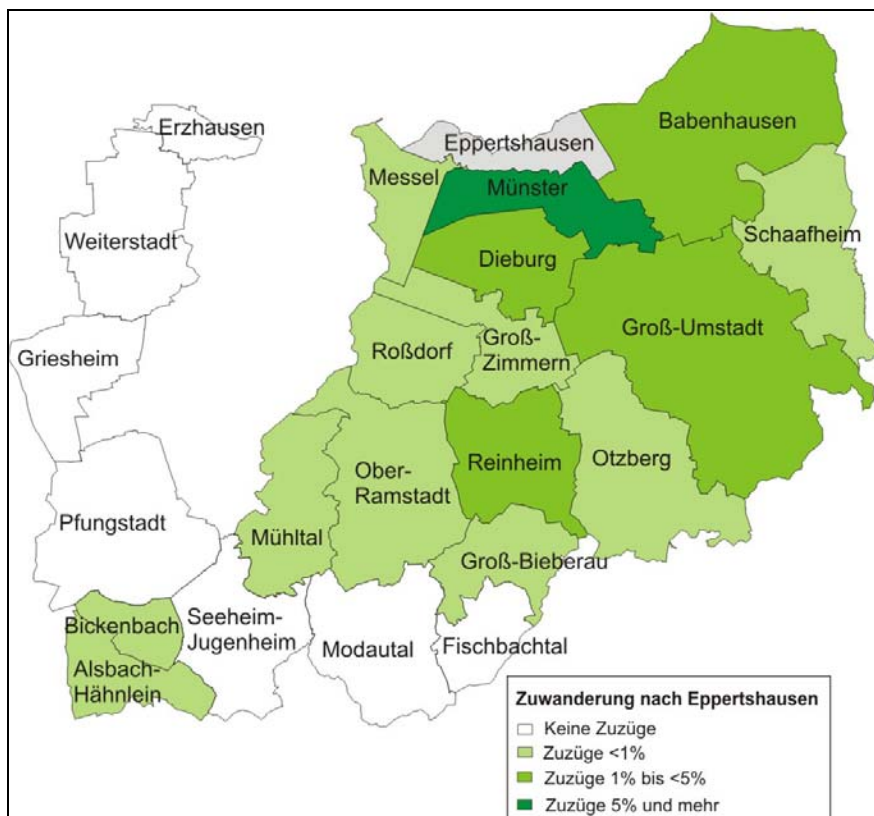 Erzhausen
Eppertshausen
Babenhausen
Messel
Münster
Weiterstadt
Schaafheim
Dieburg
Groß-Umstadt
Griesheim
Roßdorf
Groß-
Zimmern
Ober-
Ramstadt
Reinheim
Otzberg
Pfungstadt
Mühltal
Groß-Bieberau
Bickenbach
Seeheim-
Jugenheim
Modautal
Fischbachtal
Alsbach-
Hähnlein
Zuwanderung nach Eppertshausen
Keine Zuzüge
Zuzüge <1%
Zuzüge 1% bis <5%
Zuzüge 5% und mehr